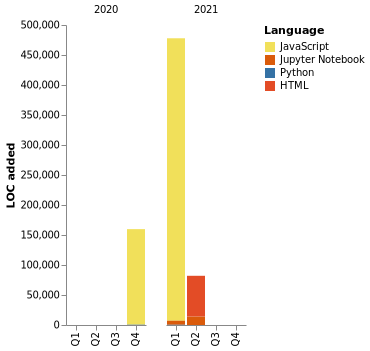 2020 2021
Language
JavaScript
Jupyter Notebook
Python
HTML
LOC added
500,000
450,000
400,000
350,000
300,000
250,000
200,000
150,000
100,000
50,000
0
Q1 Q2 Q3 Q4 Q1 Q2 Q3 Q4